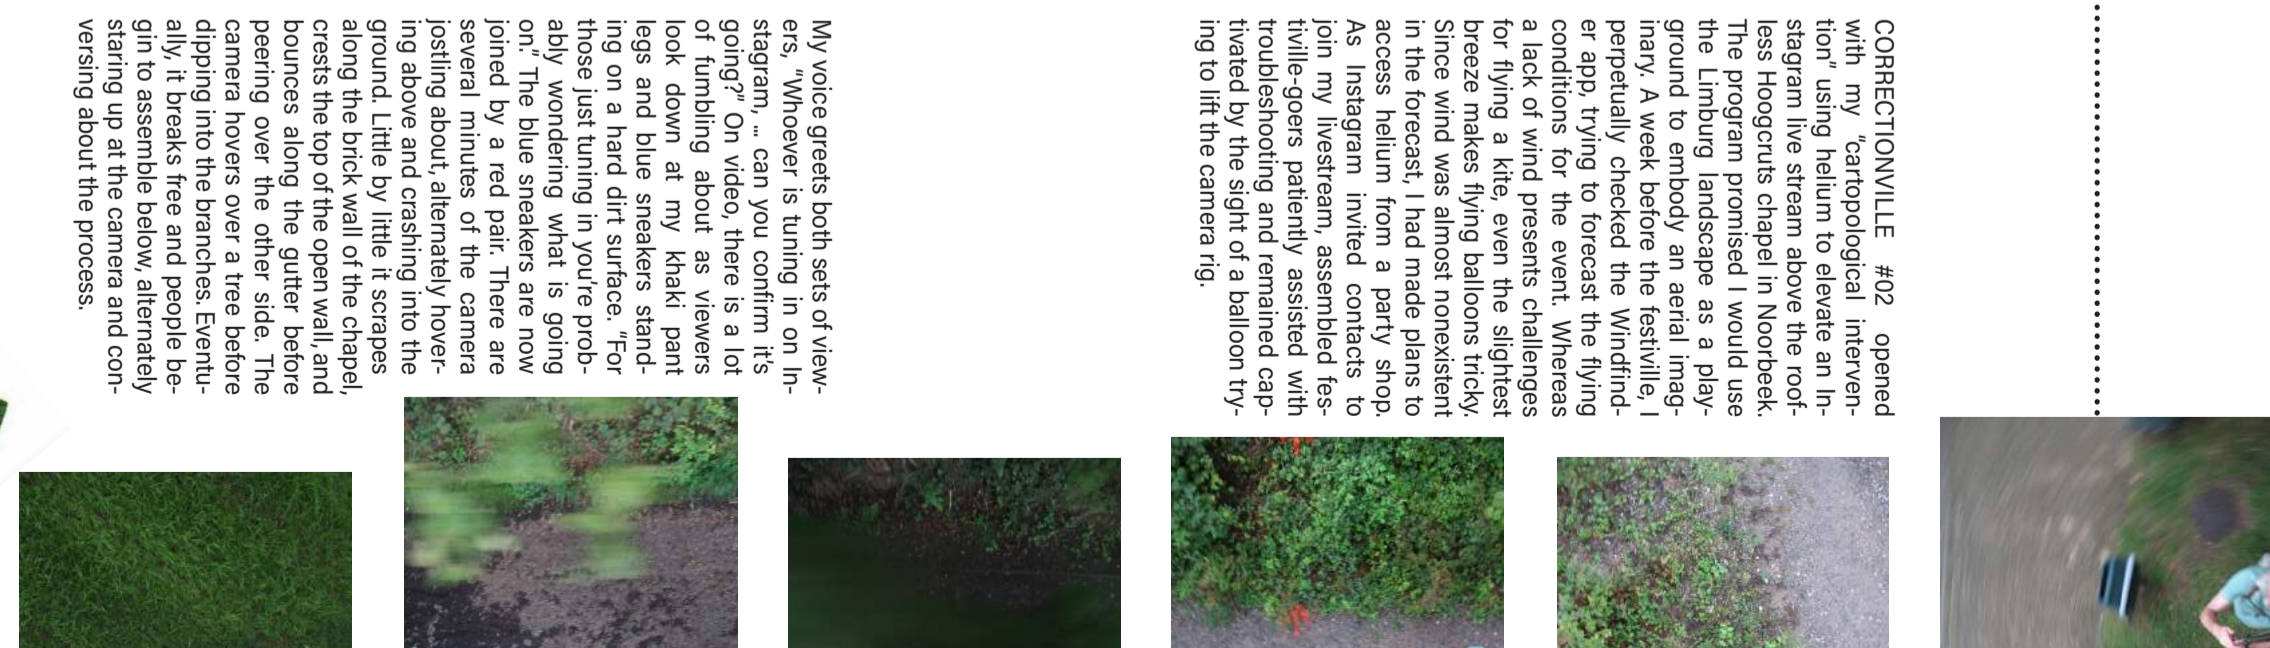 CORRECTIONVILLE #02 opened
with my “cartopological interven-
tion” using helium to elevate an In-
stagram live stream above the roof-
less Hoogcruts chapel in Noorbeek.
The program promised I would use
the Limburg landscape as a play-
ground to embody an aerial imag-
inary. A week before the festiville, I
perpetually checked the Windfind-
er app, trying to forecast the flying
conditions for the event. Whereas
a lack of wind presents challenges
for flying a kite, even the slightest
breeze makes flying balloons tricky.
Since wind was almost nonexistent
in the forecast, I had made plans to
access helium from a party shop.
As Instagram invited contacts to
join my livestream, assembled fes-
tiville-goers patiently assisted with
troubleshooting and remained cap-
tivated by the sight of a balloon try-
ing to lift the camera rig.
My voice greets both sets of view-
ers, “Whoever is tuning in on In-
stagram, ... can you confirm it’s
going?” On video, there is a lot
of fumbling about as viewers
look down at my khaki pant
legs and blue sneakers stand-
ing on a hard dirt surface. “For
those just tuning in you’re prob-
ably wondering what is going
on.” The blue sneakers are now
joined by a red pair. There are
several minutes of the camera
jostling about, alternately hover-
ing above and crashing into the
ground. Little by little it scrapes
along the brick wall of the chapel,
crests the top of the open wall, and
bounces along the gutter before
peering over the other side. The
camera hovers over a tree before
dipping into the branches. Eventu-
ally, it breaks free and people be-
gin to assemble below, alternately
staring up at the camera and con-
versing about the process.